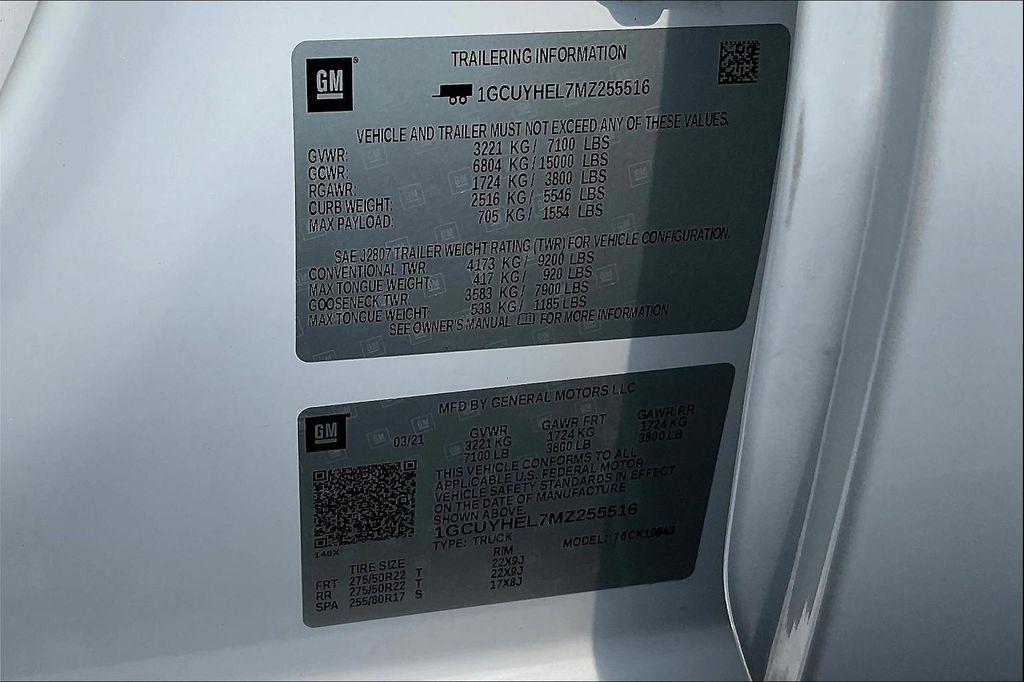 GM
TRAILERING INFORMATION
1GCUYHEL7MZ255516
VEHICLE AND TRAILER MUST NOT EXCEED ANY OF THESE VALUES.
GVWR: 3221 KG / 7100 LBS
GCWR: 6804 KG / 15000 LBS
RGAWR: 1724 KG / 3800 LBS
CURB WEIGHT: 2516 KG / 5546 LBS
MAX PAYLOAD: 705 KG / 1554 LBS
SAE J2807 TRAILER WEIGHT RATING (TWR) FOR VEHICLE CONFIGURATION.
CONVENTIONAL TWR: 4173 KG / 9200 LBS
MAX TONGUE WEIGHT: 417 KG / 920 LBS
GOOSENECK TWR: 3583 KG / 7900 LBS
MAX TONGUE WEIGHT: 538 KG / 1185 LBS
SEE OWNER'S MANUAL FOR MORE INFORMATION
GM
MFD BY GENERAL MOTORS LLC
03/21
GVWR GAWR FRT GAWR RR
3221 KG 1724 KG 1724 KG
7100 LB 3800 LB 3800 LB
THIS VEHICLE CONFORMS TO ALL
APPLICABLE U.S. FEDERAL MOTOR
VEHICLE SAFETY STANDARDS IN EFFECT
ON THE DATE OF MANUFACTURE
SHOWN ABOVE.
1GCUYHEL7MZ255516
TYPE: TRUCK MODEL:
140X
TIRE SIZE RIM
FRT 275/50R22 T 22X9J
RR 275/50R22 T 22X9J
SPA 255/80R17 S 17X8J